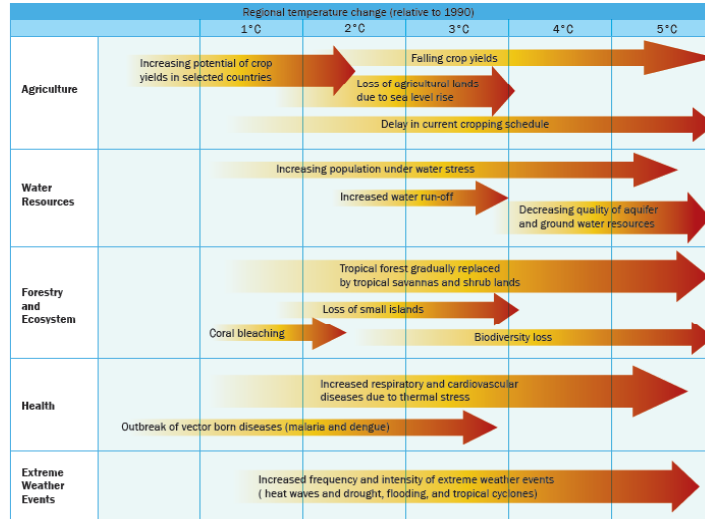 Regional temperature change (relative to 1990)
1°C 2°C 3°C 4°C 5°C
Agriculture
Increasing potential of crop
yields in selected countries
Falling crop yields
Loss of agricultural lands
due to sea level rise
Delay in current cropping schedule
Water
Resources
Increasing population under water stress
Increased water run-off
Decreasing quality of aquifer
and ground water resources
Forestry
and
Ecosystem
Tropical forest gradually replaced
by tropical savannas and shrub lands
Loss of small islands
Coral bleaching
Biodiversity loss
Health
Increased respiratory and cardiovascular
diseases due to thermal stress
Outbreak of vector born diseases (malaria and dengue)
Extreme
Weather
Events
Increased frequency and intensity of extreme weather events
( heat waves and drought, flooding, and tropical cyclones)